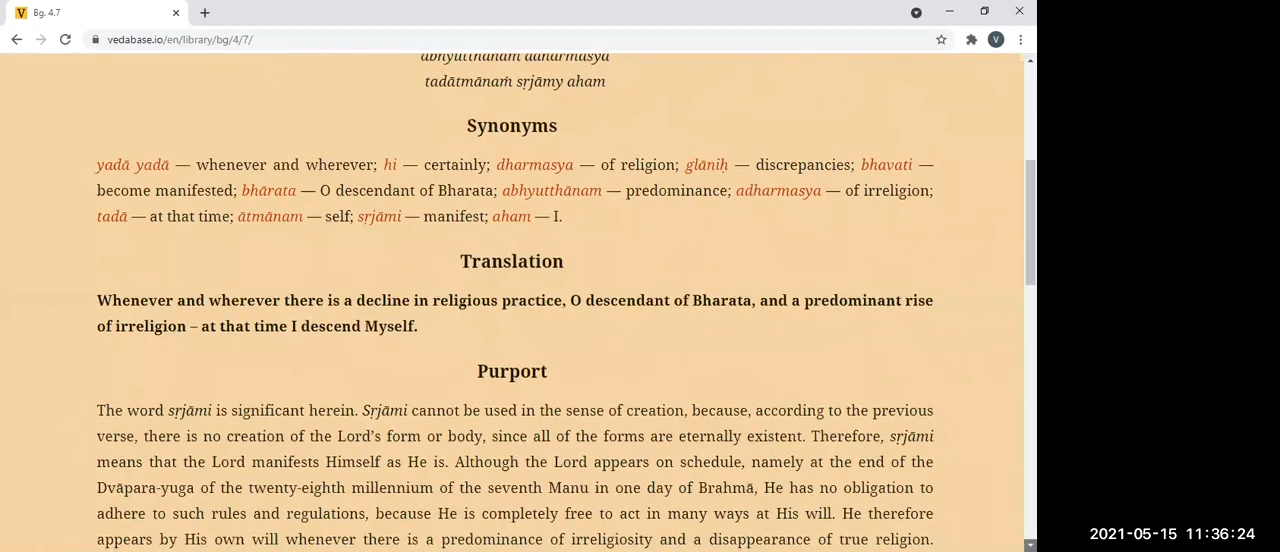 Bg. 4.7
vedabase.io/en/library/bg/4/7/
V
abhyutthānam adharmasya
tadātmānaṁ sṛjāmy aham
Synonyms
yadā yadā — whenever and wherever; hi — certainly; dharmasya — of religion; glāniḥ — discrepancies; bhavati —
become manifested; bhārata — O descendant of Bharata; abhyutthānam — predominance; adharmasya — of irreligion;
tadā — at that time; ātmānam — self; sṛjāmi — manifest; aham — I.
Translation
Whenever and wherever there is a decline in religious practice, O descendant of Bharata, and a predominant rise
of irreligion – at that time I descend Myself.
Purport
The word sṛjāmi is significant herein. Sṛjāmi cannot be used in the sense of creation, because, according to the previous
verse, there is no creation of the Lord’s form or body, since all of the forms are eternally existent. Therefore, sṛjāmi
means that the Lord manifests Himself as He is. Although the Lord appears on schedule, namely at the end of the
Dvāpara-yuga of the twenty-eighth millennium of the seventh Manu in one day of Brahmā, He has no obligation to
adhere to such rules and regulations, because He is completely free to act in many ways at His will. He therefore
appears by His own will whenever there is a predominance of irreligiosity and a disappearance of true religion.
2021-05-15 11:36:24